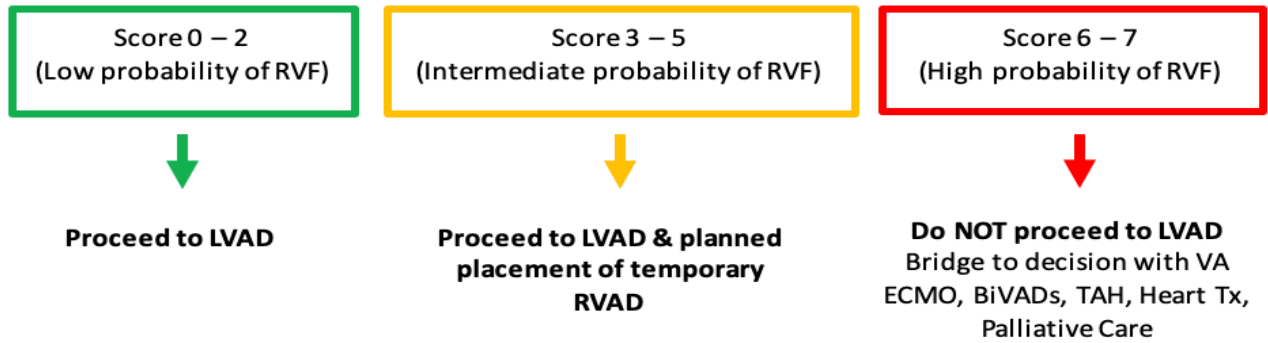 Score 0 – 2
(Low probability of RVF)
Proceed to LVAD
Score 3 – 5
(Intermediate probability of RVF)
Proceed to LVAD & planned
placement of temporary
RVAD
Score 6 – 7
(High probability of RVF)
Do NOT proceed to LVAD
Bridge to decision with VA
ECMO, BiVADs, TAH, Heart Tx,
Palliative Care